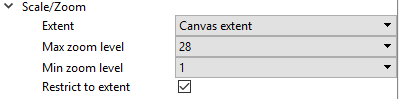 Scale/Zoom
Extent Canvas extent
Max zoom level 28
Min zoom level 1
Restrict to extent